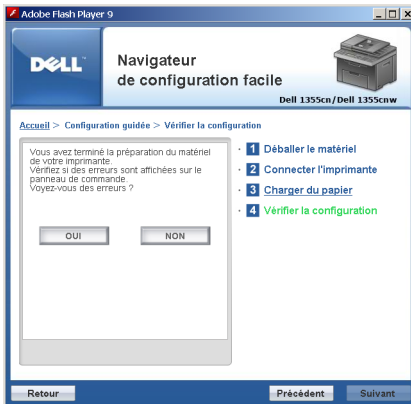 Adobe Flash Player 9
DELL™
Navigateur
de configuration facile
Dell 1355cn/Dell 1355cnw
Accueil > Configuration guidée > Vérifier la configuration
Vous avez terminé la préparation du matériel
de votre imprimante.
Vérifiez si des erreurs sont affichées sur le
panneau de commande.
Voyez-vous des erreurs ?
OUI NON
· 1 Déballer le matériel
· 2 Connecter l'imprimante
· 3 Charger du papier
· 4 Vérifier la configuration
Retour Précédent Suivant